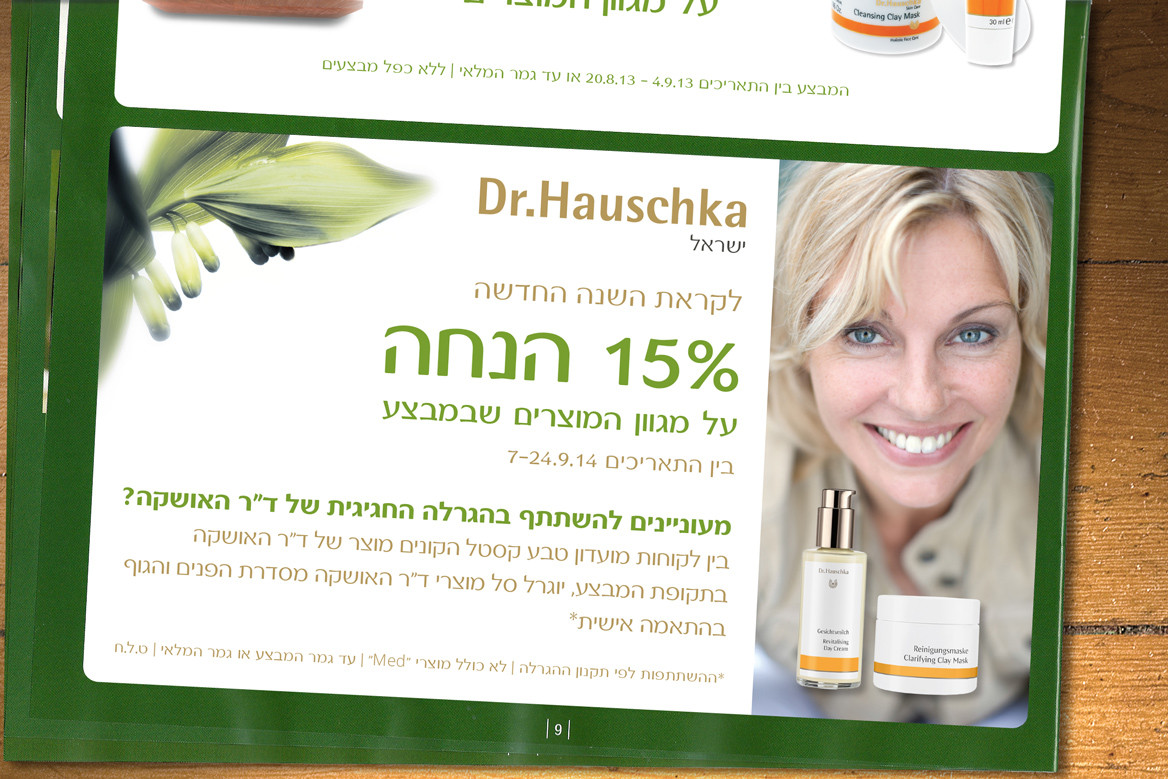 על מגוון המוצרים
Dr.Hauschka
Cleansing Clay Mask
30 ml e
המבצע בין התאריכים 20.8.13 - 4.9.13 או עד גמר המלאי | ללא כפל מבצעים
Dr.Hauschka
ישראל
לקראת השנה החדשה
15% הנחה
על מגוון המוצרים שבמבצע
בין התאריכים 7-24.9.14
מעוניינים להשתתף בהגרלה החגיגית של ד"ר האושקה?
בין לקוחות מועדון טבע קסטל הקונים מוצר של ד"ר האושקה
בתקופת המבצע, יוגרל סל מוצרי ד"ר האושקה מסדרת הפנים והגוף
בהתאמה אישית*
*ההשתתפות לפי תקנון ההגרלה | לא כולל מוצרי "Med" | עד גמר המבצע או גמר המלאי | ט.ל.ח
Dr.Hauschka
Gesichtsmilch
Revitalising
Day Cream
Reinigungsmaske
Clarifying Clay Mask
| 9 |